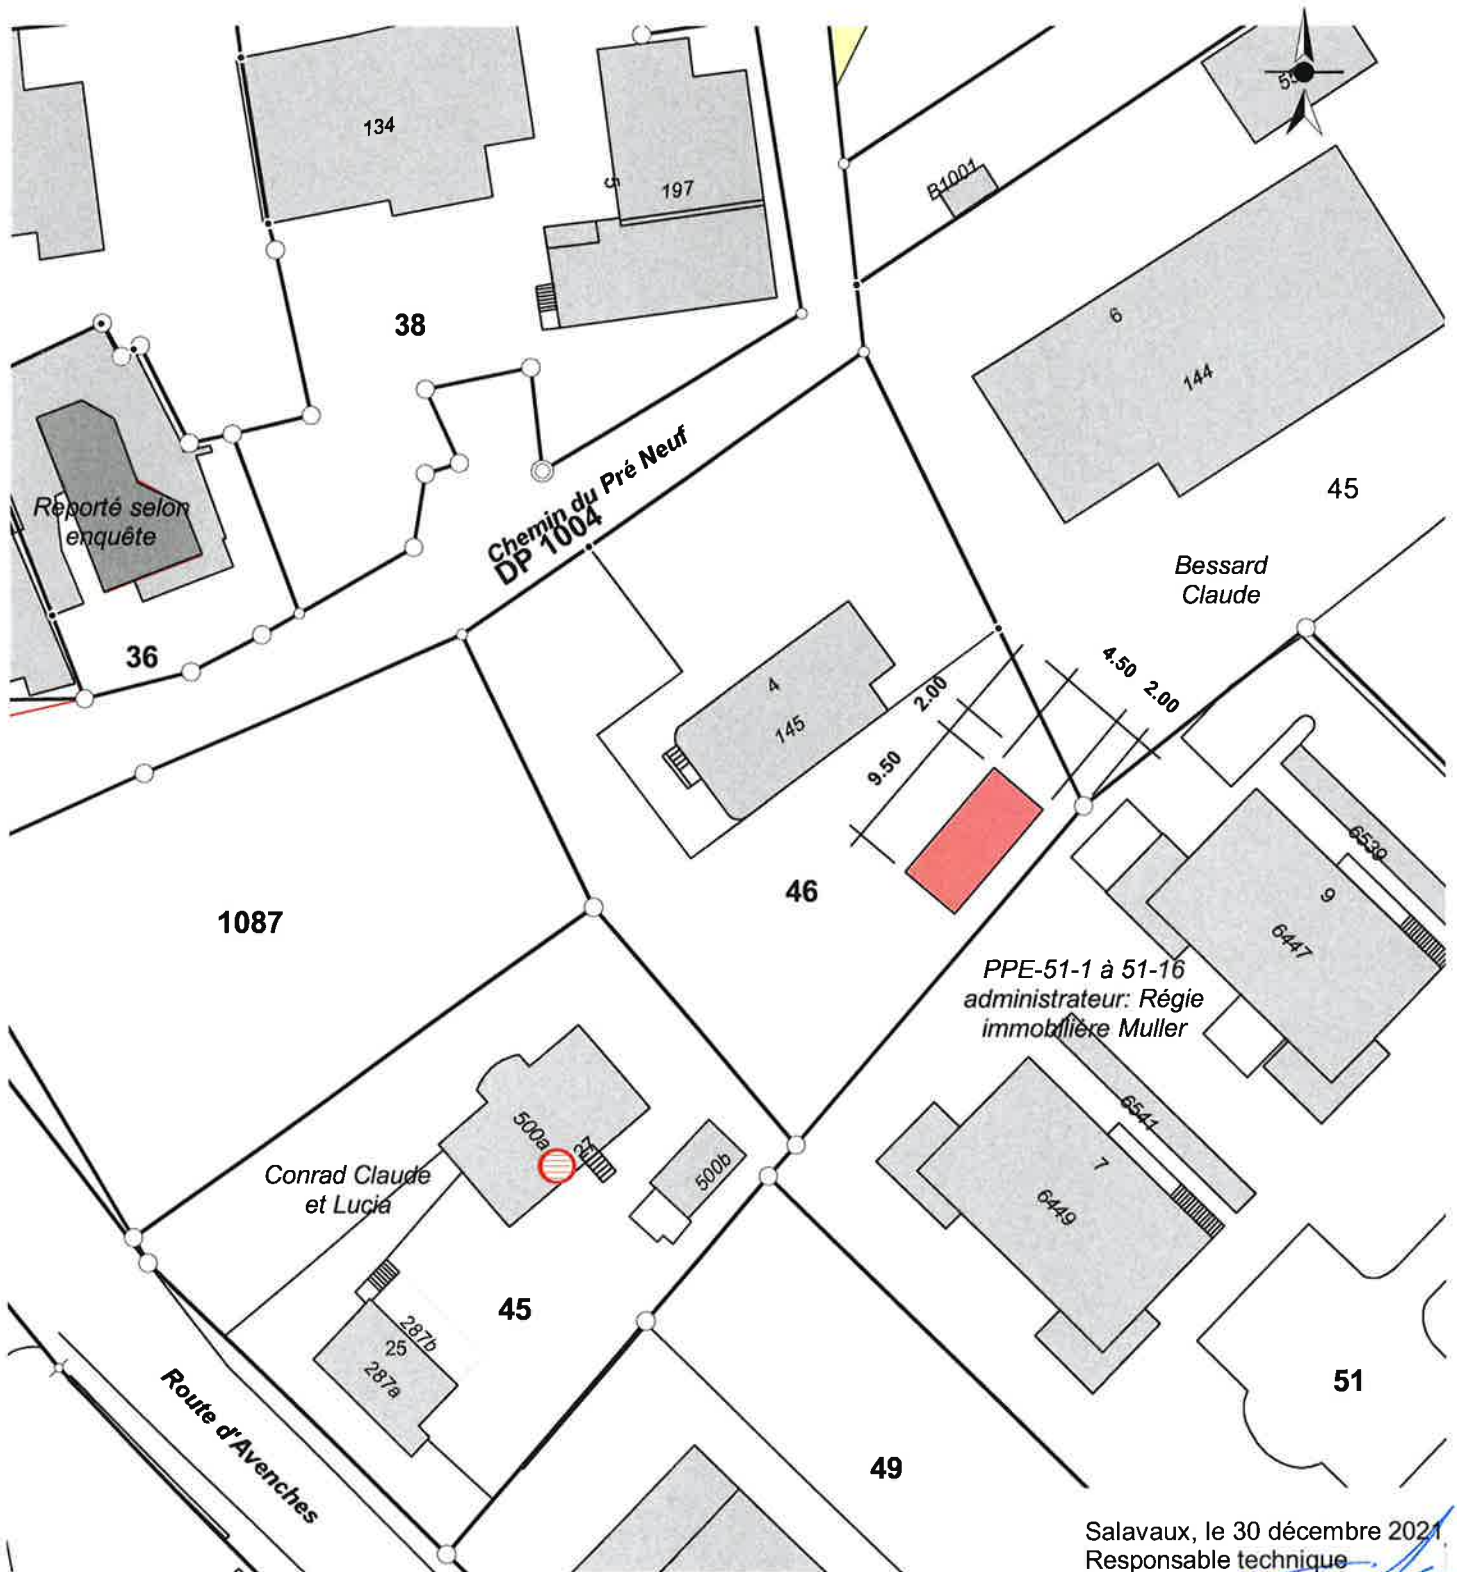 134
5
197
38
B1001
6
144
45
Chemin du Pré Neuf
DP 1004
Reporté selon
enquête
36
Bessard
Claude
4
145
2.00
9.50
4.50
2.00
46
1087
6539
9
6447
PPE-51-1 à 51-16
administrateur: Régie
immobilière Muller
6541
7
6449
500a
27
500b
Conrad Claude
et Lucia
45
287b
25
287a
Route d'Avenches
51
49
Salavaux, le 30 décembre 2021
Responsable technique